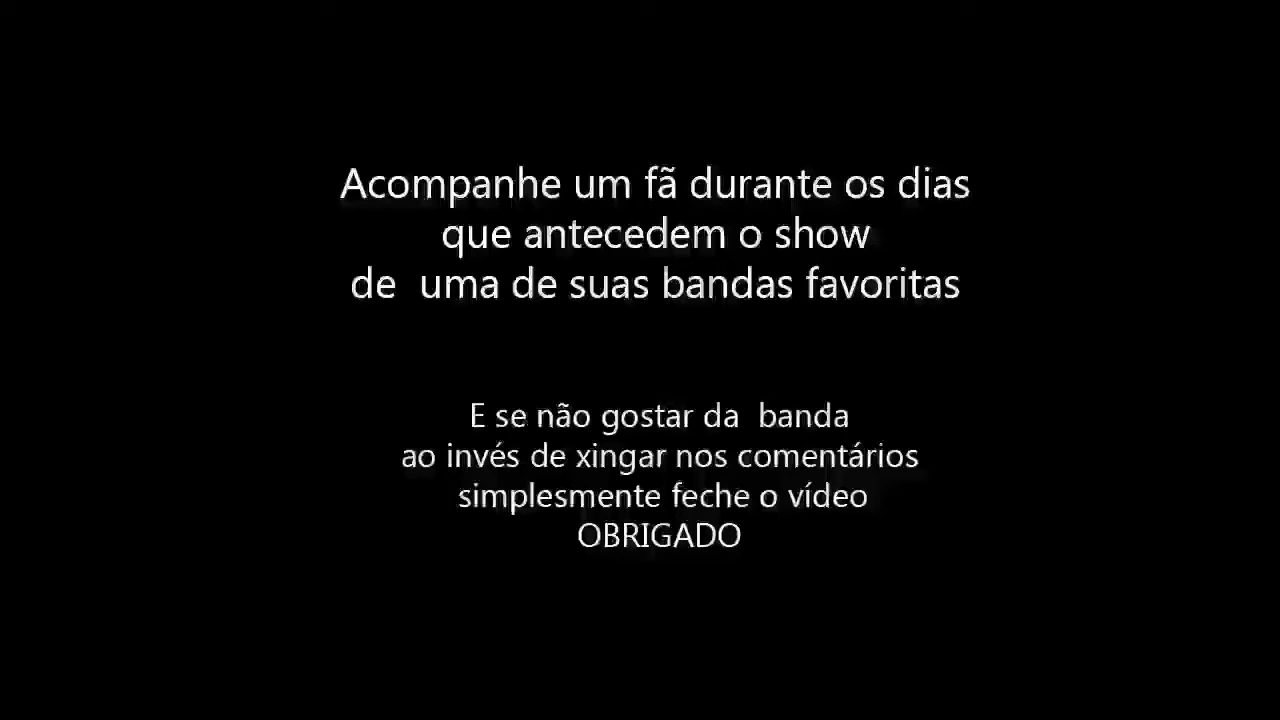 Acompanhe um fã durante os dias
que antecedem o show
de uma de suas bandas favoritas
E se não gostar da banda
ao invés de xingar nos comentários
simplesmente feche o vídeo
OBRIGADO